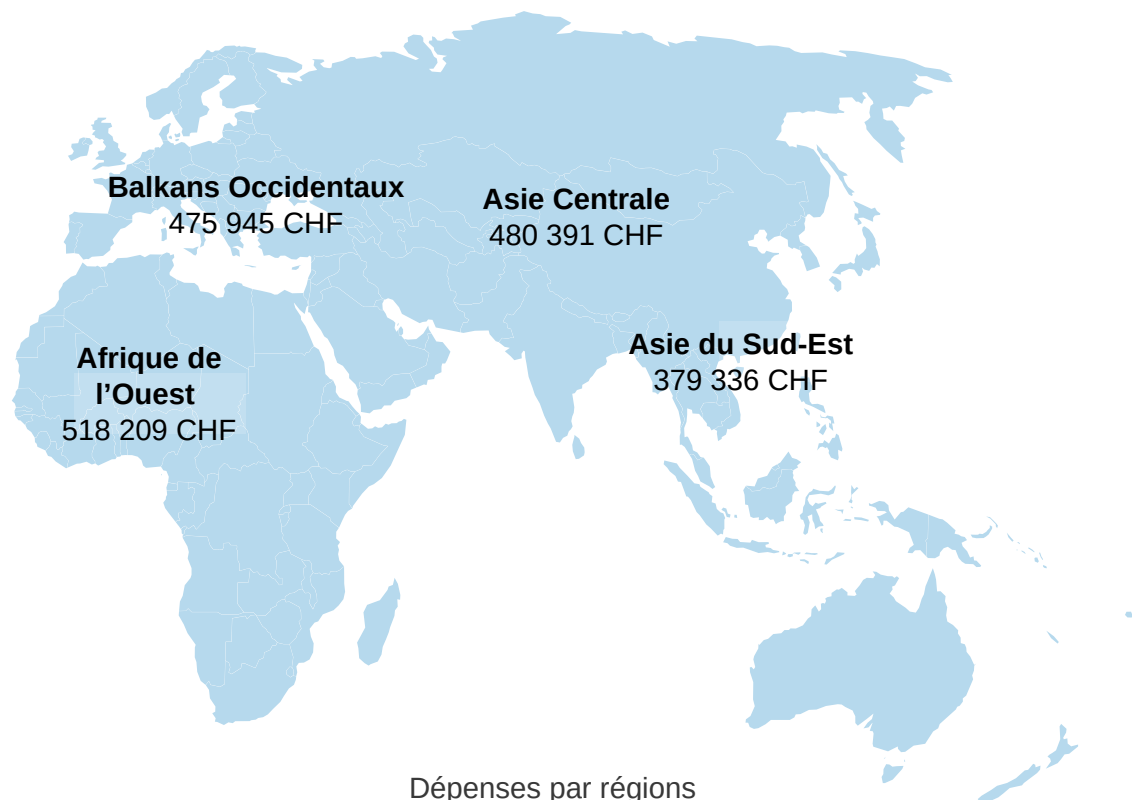 Balkans Occidentaux
475 945 CHF
Asie Centrale
480 391 CHF
Asie du Sud-Est
379 336 CHF
Afrique de
l’Ouest
518 209 CHF
Dépenses par régions